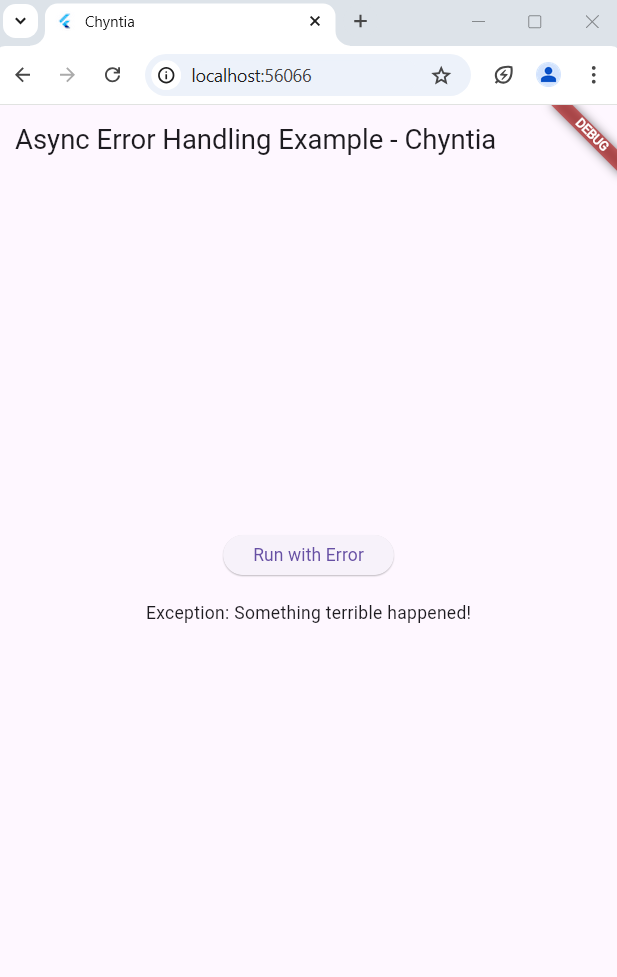 Chyntia
localhost:56066
Async Error Handling Example - Chyntia
DEBUG
Run with Error
Exception: Something terrible happened!